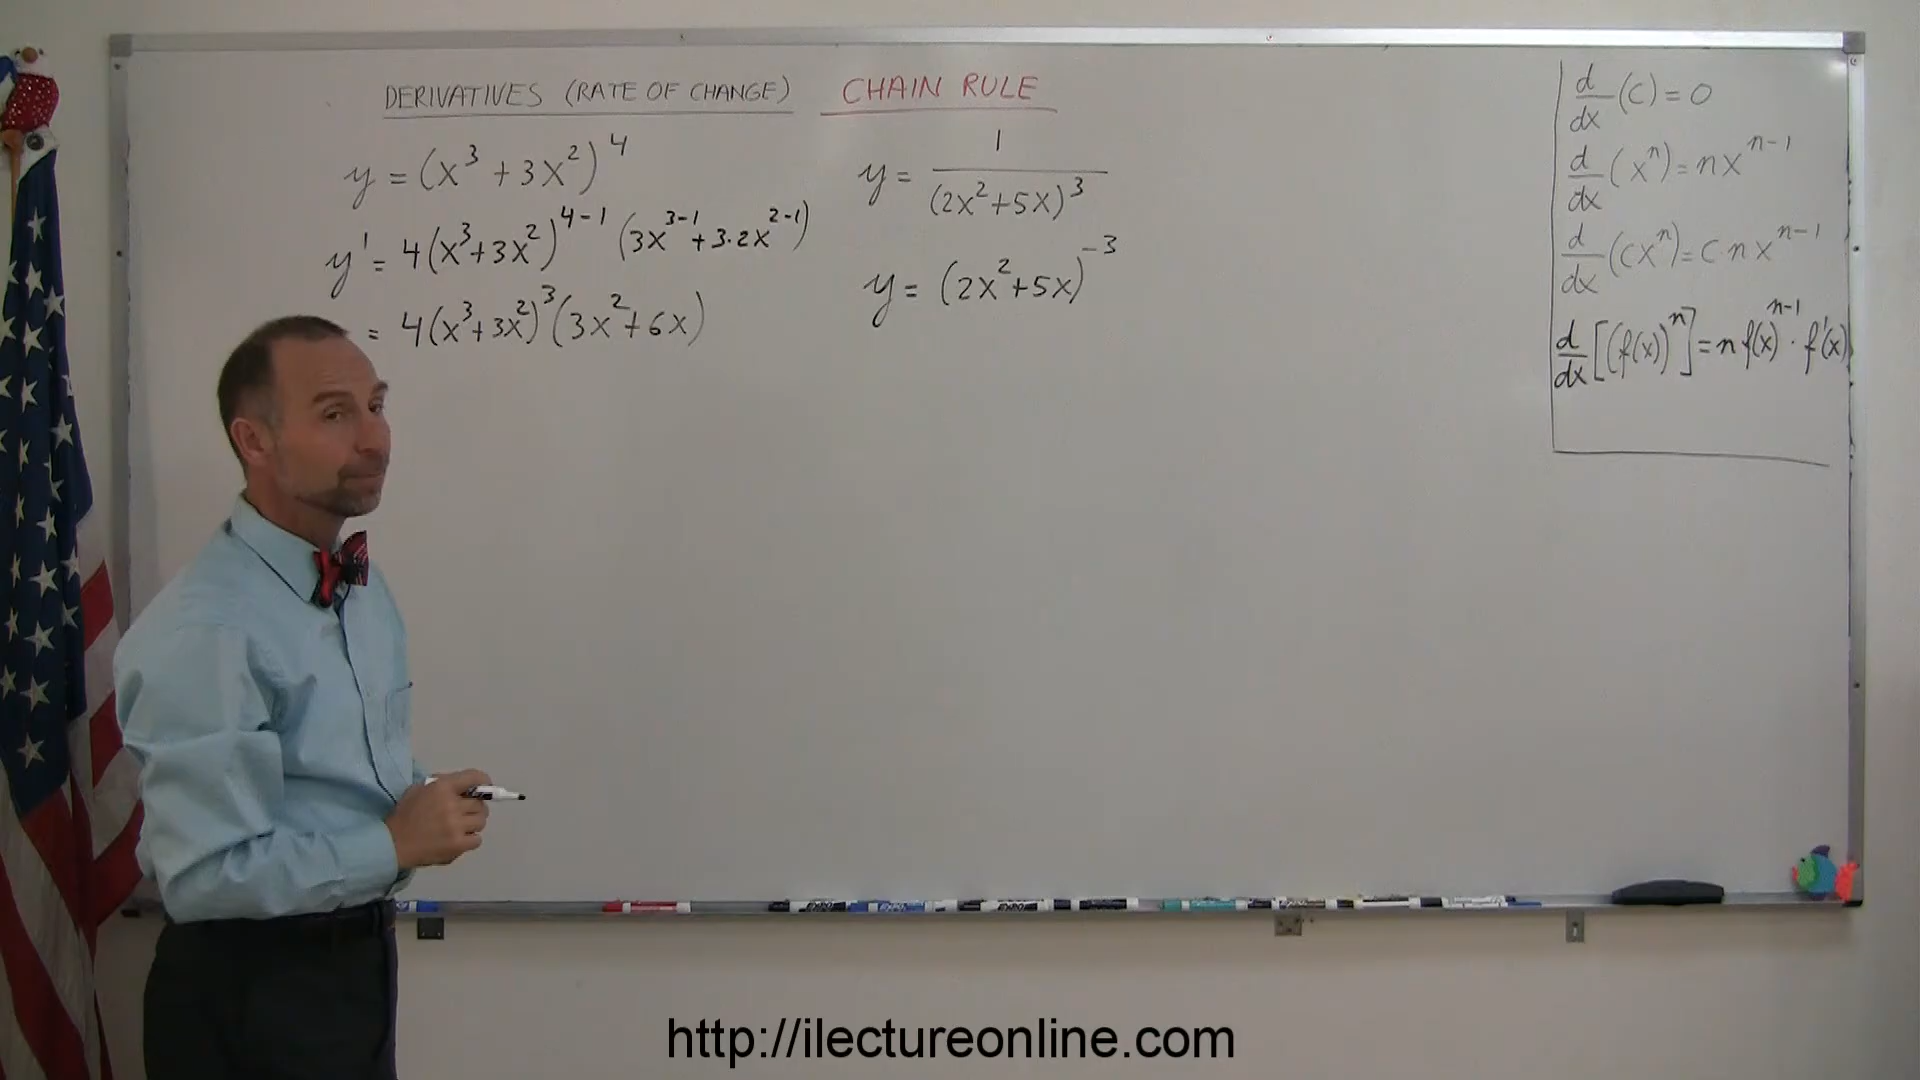 DERIVATIVES (RATE OF CHANGE) CHAIN RULE
y = (x³ + 3x²)⁴
y' = 4(x³+3x²)⁴⁻¹ (3x³⁻¹+3·2x²⁻¹)
= 4(x³+3x²)³(3x²+6x)
y = 1/(2x²+5x)³
y = (2x²+5x)⁻³
d/dx (c) = 0
d/dx (xⁿ) = nxⁿ⁻¹
d/dx (cxⁿ) = c·nxⁿ⁻¹
d/dx [(f(x))ⁿ] = n f(x)ⁿ⁻¹ · f'(x)
EXPO
EXPO
http://ilectureonline.com